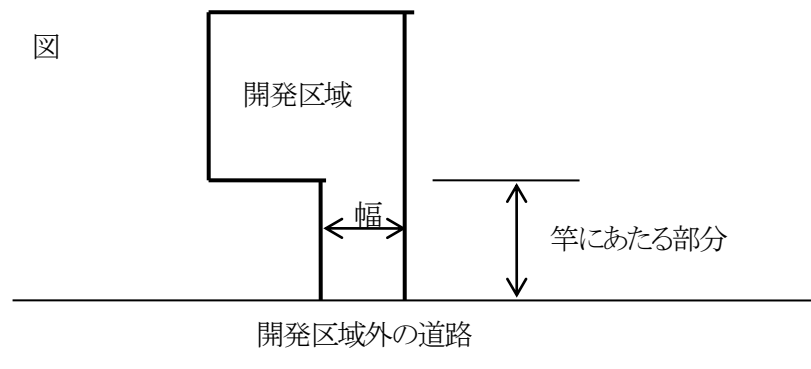 図
開発区域
幅
竿にあたる部分
開発区域外の道路